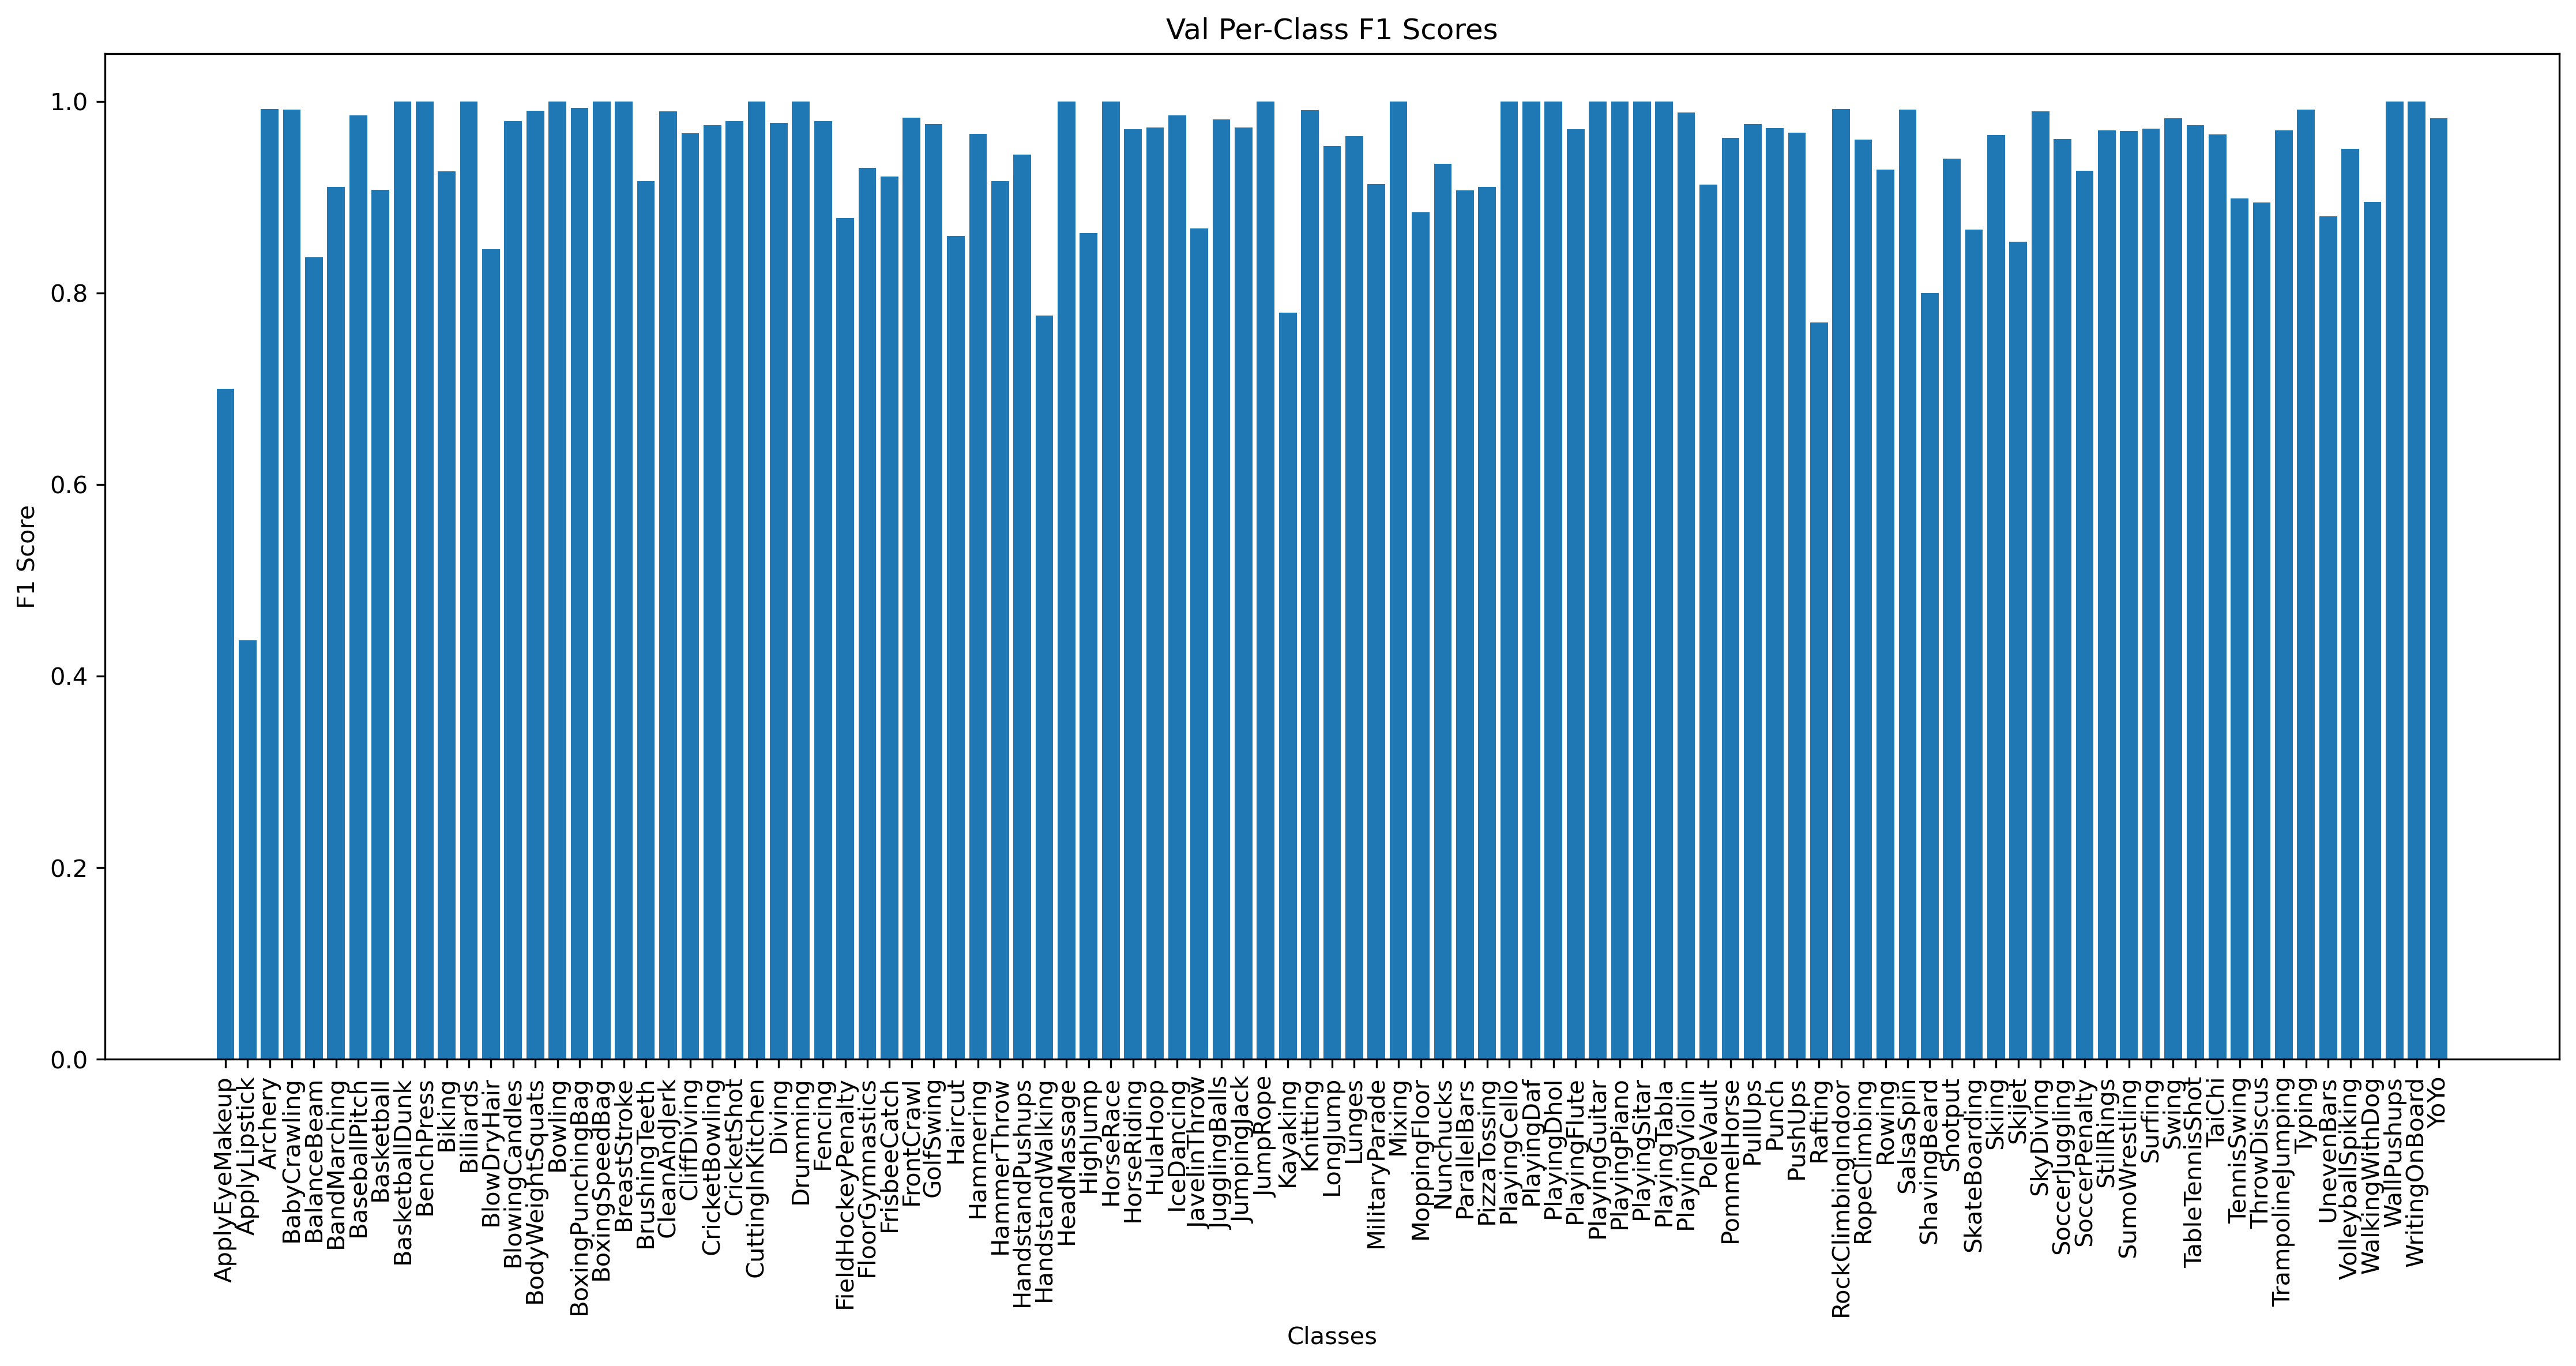 Val Per-Class F1 Scores
F1 Score
1.0
0.8
0.6
0.4
0.2
0.0
ApplyEyeMakeup
ApplyLipstick
Archery
BabyCrawling
BalanceBeam
BandMarching
BaseballPitch
Basketball
BasketballDunk
BenchPress
Biking
Billiards
BlowDryHair
BlowingCandles
BodyWeightSquats
Bowling
BoxingPunchingBag
BoxingSpeedBag
BreastStroke
BrushingTeeth
CleanAndJerk
CliffDiving
CricketBowling
CricketShot
CuttingInKitchen
Diving
Drumming
Fencing
FieldHockeyPenalty
FloorGymnastics
FrisbeeCatch
FrontCrawl
GolfSwing
Haircut
Hammering
HammerThrow
HandstandPushups
HandstandWalking
HeadMassage
HighJump
HorseRace
HorseRiding
HulaHoop
IceDancing
JavelinThrow
JugglingBalls
JumpingJack
JumpRope
Kayaking
Knitting
LongJump
Lunges
MilitaryParade
Mixing
MoppingFloor
Nunchucks
ParallelBars
PizzaTossing
PlayingCello
PlayingDaf
PlayingDhol
PlayingFlute
PlayingGuitar
PlayingPiano
PlayingSitar
PlayingTabla
PlayingViolin
PoleVault
PommelHorse
PullUps
Punch
PushUps
Rafting
RockClimbingIndoor
RopeClimbing
Rowing
SalsaSpin
ShavingBeard
Shotput
SkateBoarding
Skiing
Skijet
SkyDiving
SoccerJuggling
SoccerPenalty
StillRings
SumoWrestling
Surfing
Swing
TableTennisShot
TaiChi
TennisSwing
ThrowDiscus
TrampolineJumping
Typing
UnevenBars
VolleyballSpiking
WalkingWithDog
WallPushups
WritingOnBoard
YoYo
Classes